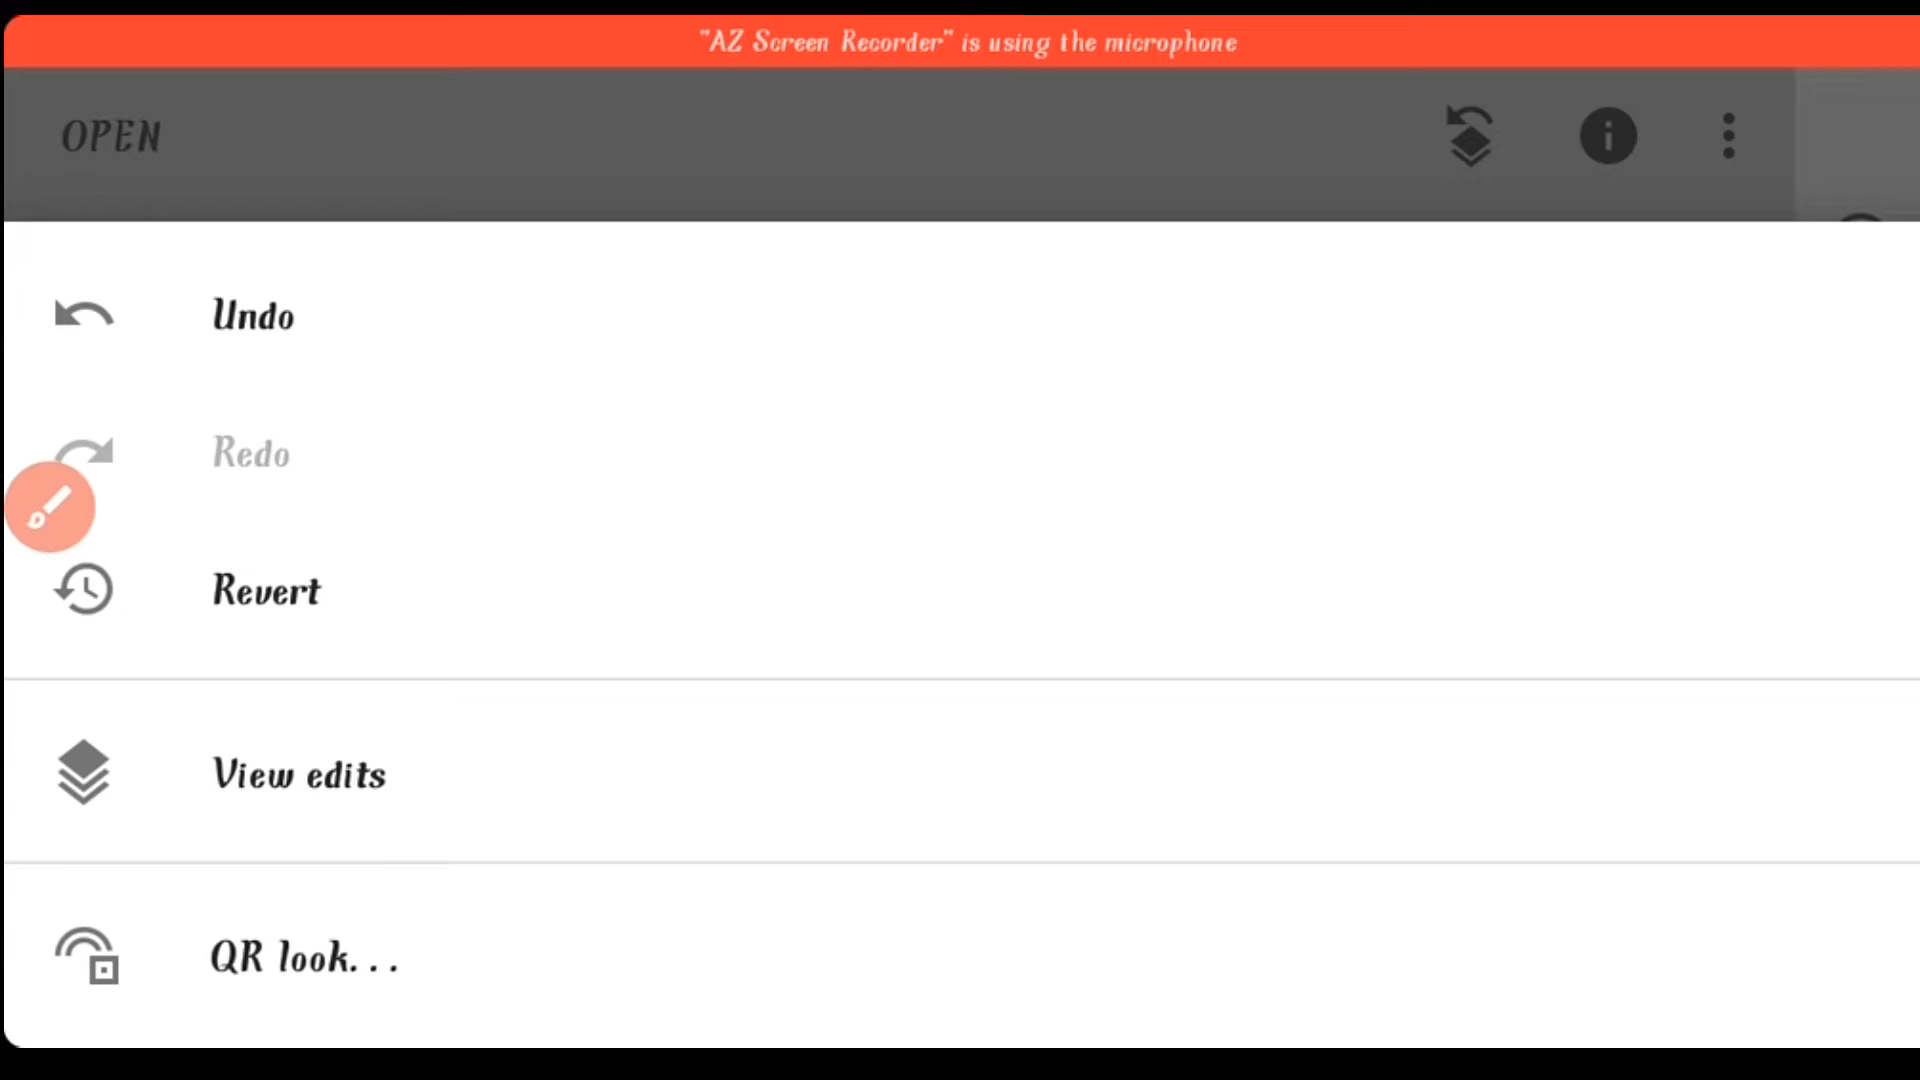 "AZ Screen Recorder" is using the microphone
OPEN
Undo
Redo
Revert
View edits
QR look...